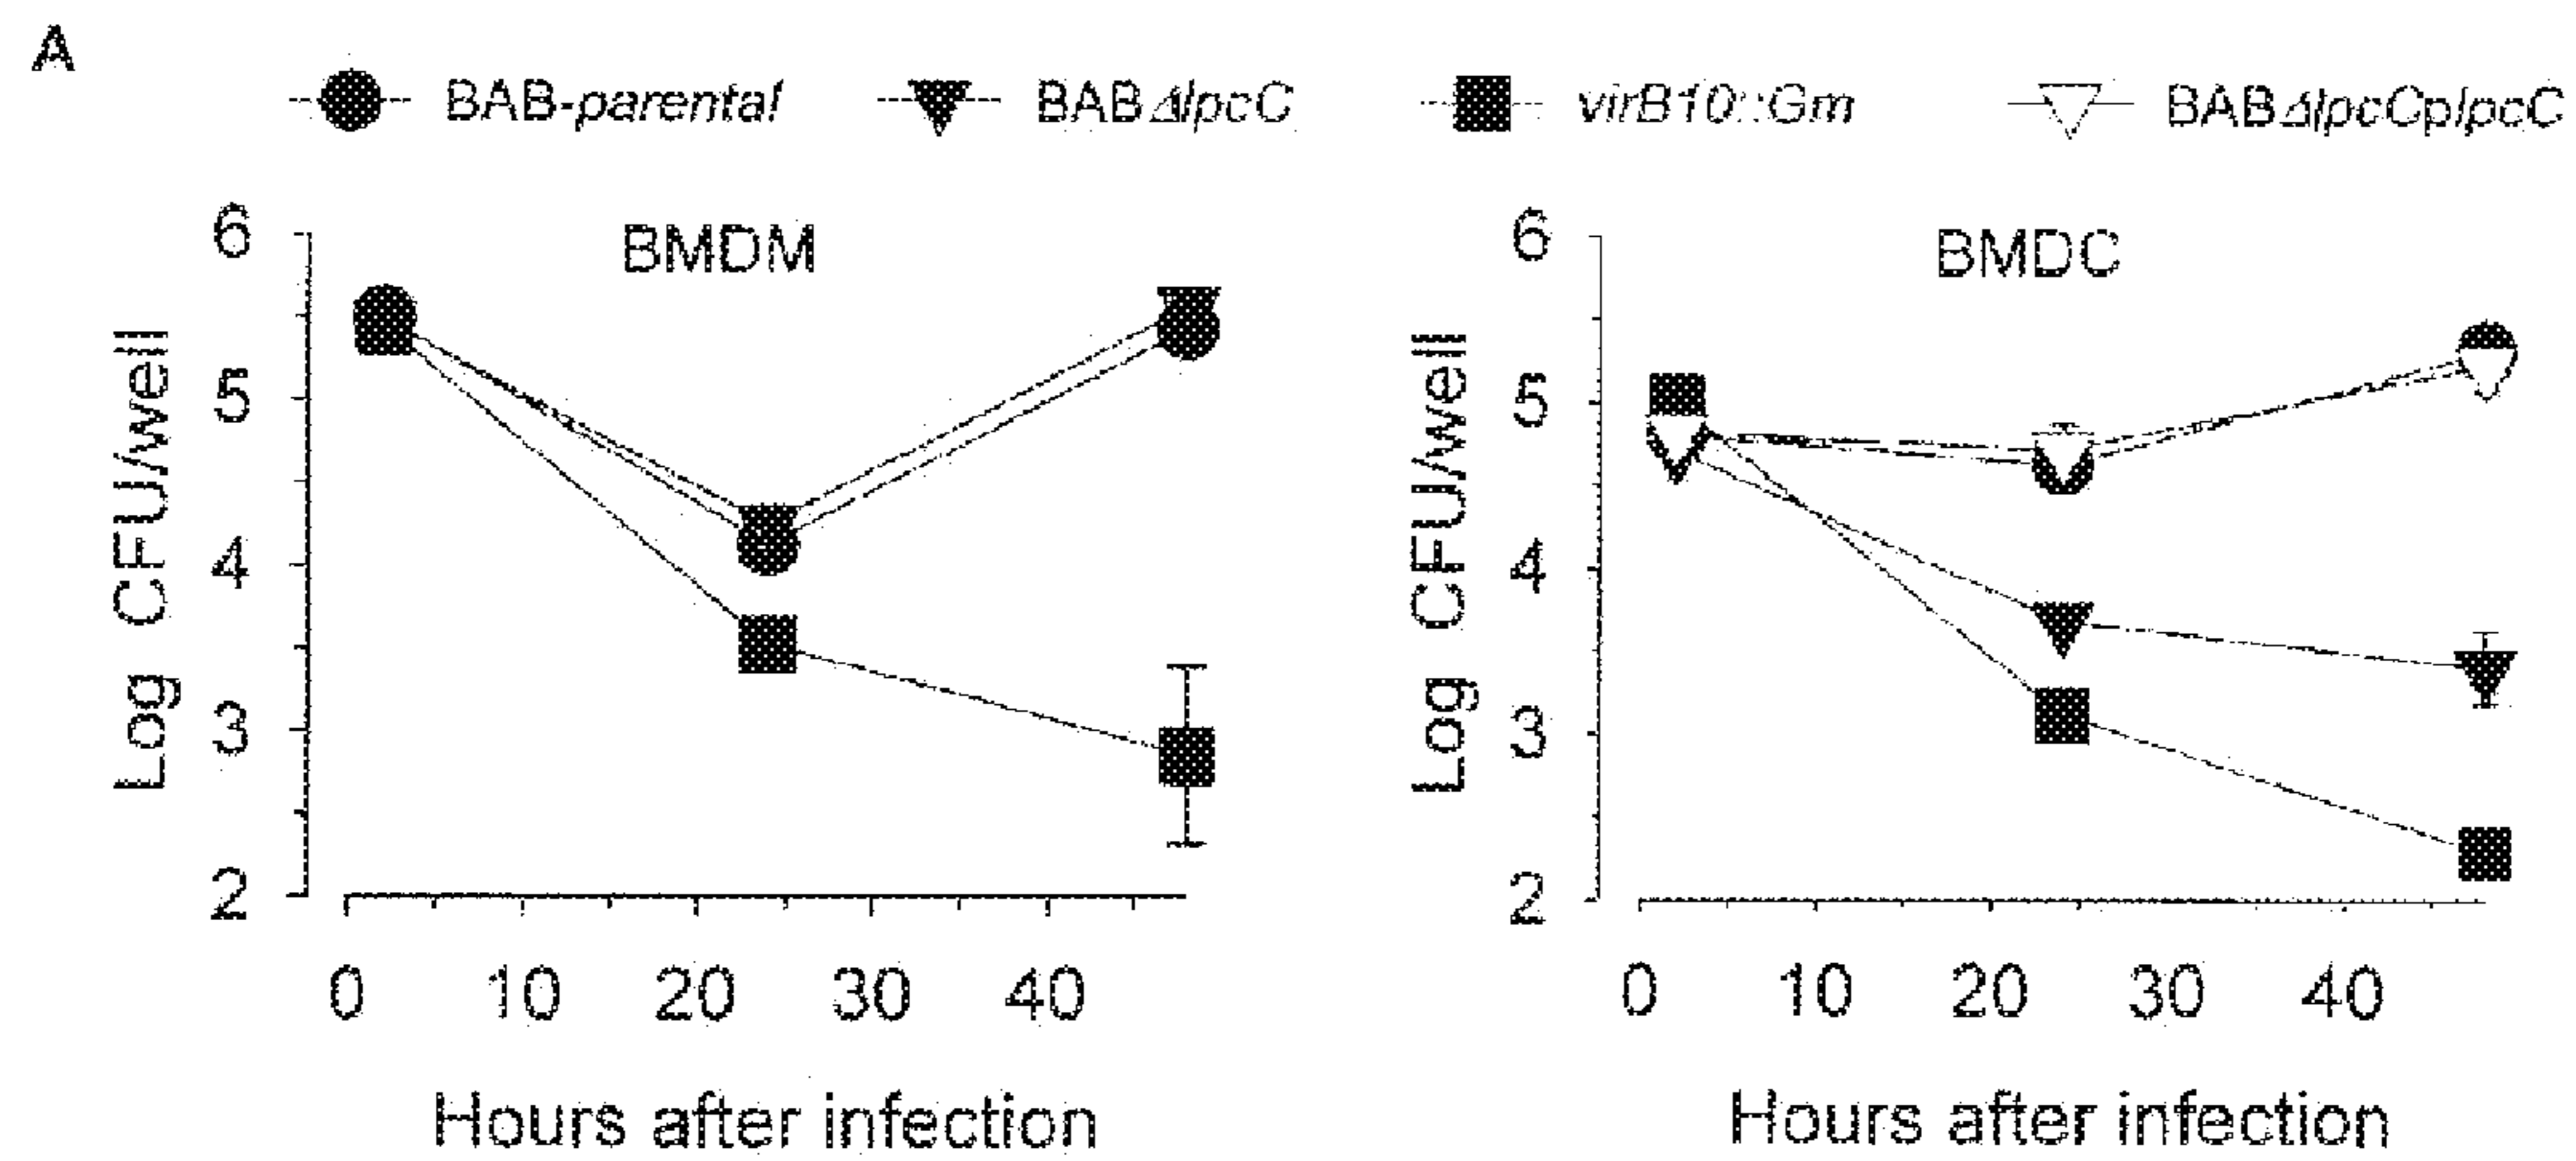 A
BAB-parental BABΔlpcC virB10::Gm BABΔlpcCplpcC
BMDM
6
5
4
3
2
Log CFU/well
0 10 20 30 40
Hours after infection
BMDC
6
5
4
3
2
Log CFU/well
0 10 20 30 40
Hours after infection